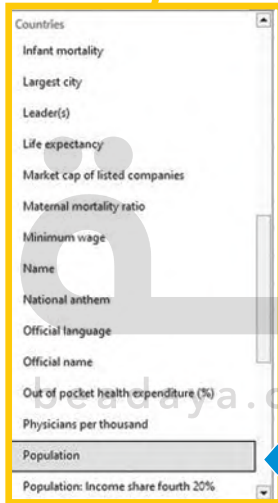 Countries
Infant mortality
Largest city
Leader(s)
Life expectancy
Market cap of listed companies
Maternal mortality ratio
Minimum wage
Name
National anthem
Official language
Official name
Out of pocket health expenditure (%)
Physicians per thousand
Population
Population: Income share fourth 20%